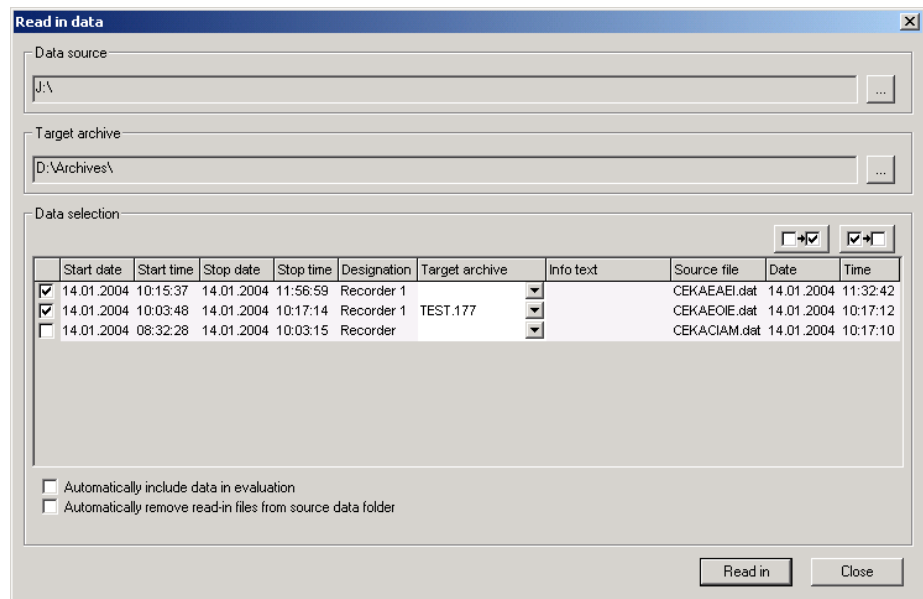 Read in data
Data source
J:\
...
Target archive
D:\Archives\
...
Data selection
Start date Start time Stop date Stop time Designation Target archive Info text Source file Date Time
14.01.2004 10:15:37 14.01.2004 11:56:59 Recorder 1 CEKAEAEI.dat 14.01.2004 11:32:42
14.01.2004 10:03:48 14.01.2004 10:17:14 Recorder 1 TEST.177 CEKAEOIE.dat 14.01.2004 10:17:12
14.01.2004 08:32:28 14.01.2004 10:03:15 Recorder CEKACIAM.dat 14.01.2004 10:17:10
Automatically include data in evaluation
Automatically remove read-in files from source data folder
Read in Close